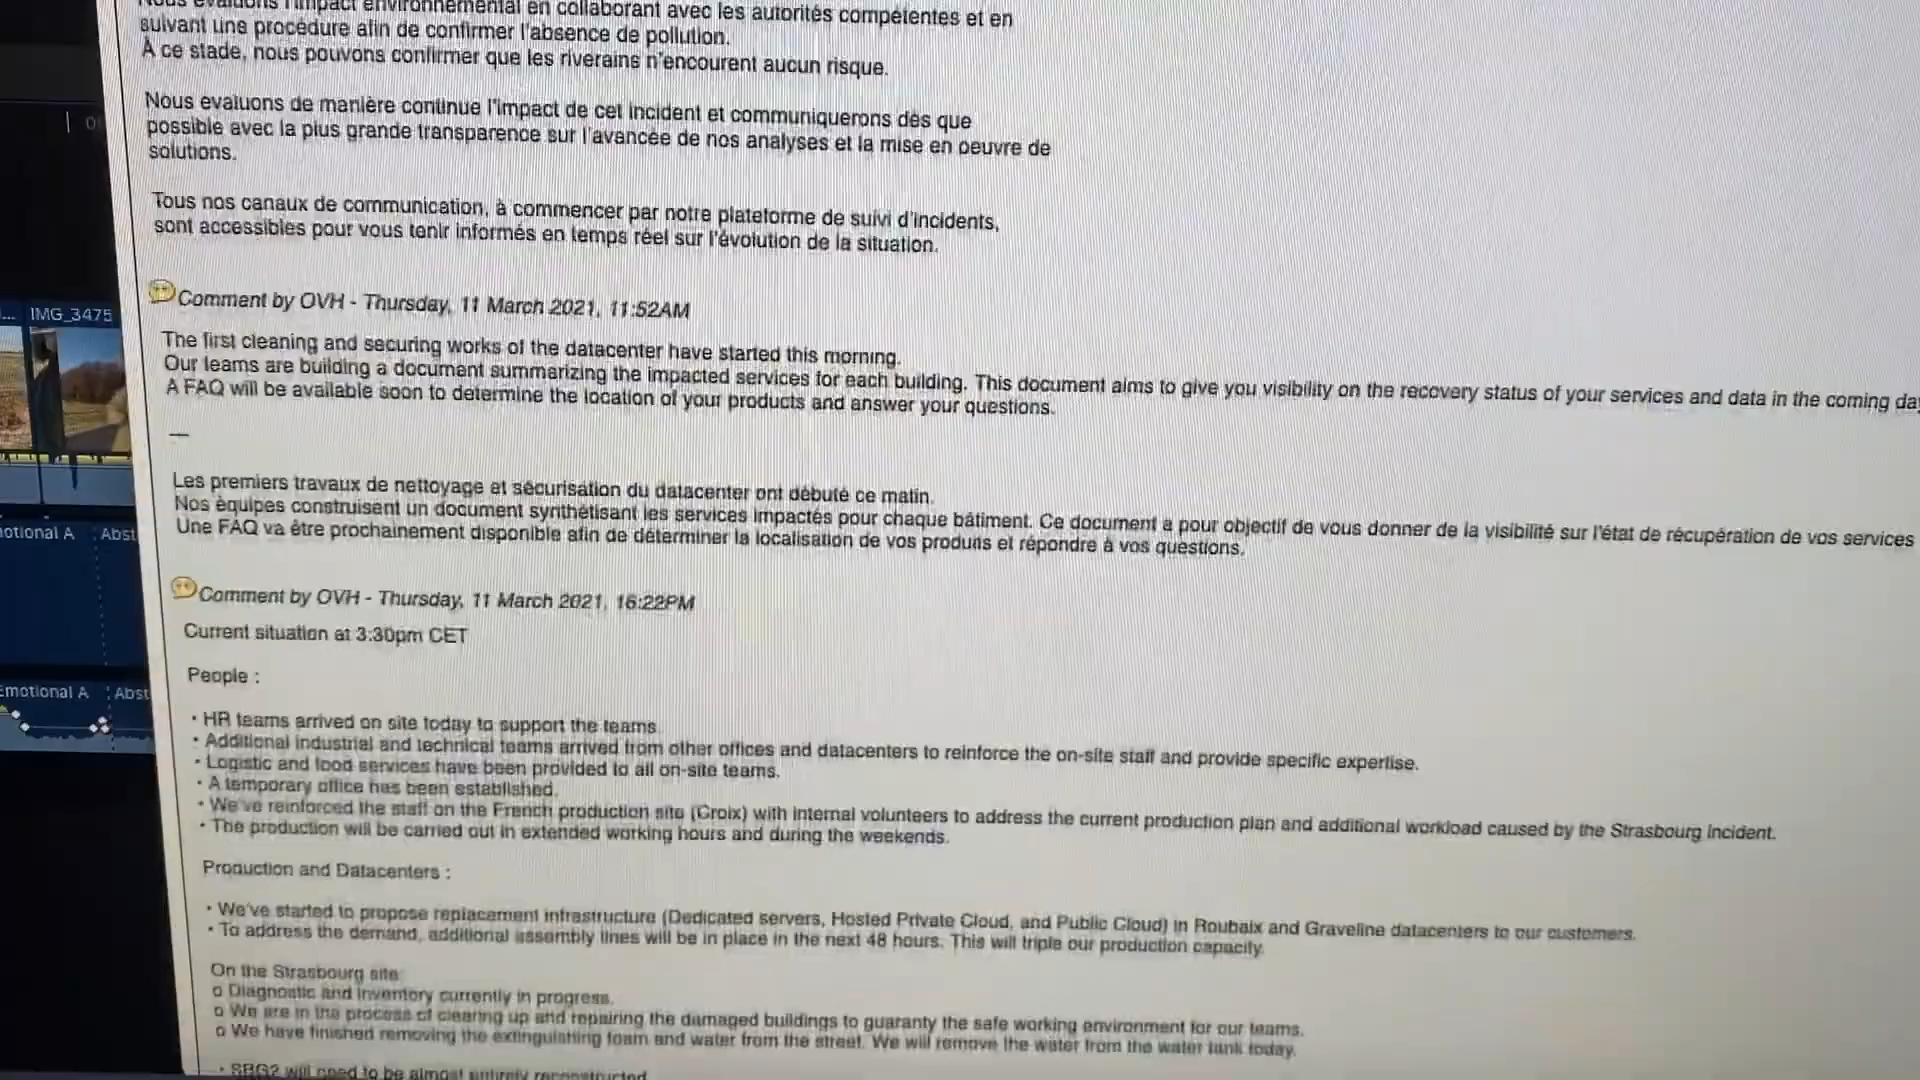 Nous évaluons l'impact environnemental en collaborant avec les autorités compétentes et en
suivant une procédure afin de confirmer l'absence de pollution.
À ce stade, nous pouvons confirmer que les riverains n'encourent aucun risque.
Nous évaluons de manière continue l'impact de cet incident et communiquerons dès que
possible avec la plus grande transparence sur l'avancée de nos analyses et la mise en oeuvre de
solutions.
Tous nos canaux de communication, à commencer par notre plateforme de suivi d'incidents,
sont accessibles pour vous tenir informés en temps réel sur l'évolution de la situation.
Comment by OVH - Thursday, 11 March 2021, 11:52AM
The first cleaning and securing works of the datacenter have started this morning.
Our teams are building a document summarizing the impacted services for each building. This document aims to give you visibility on the recovery status of your services and data in the coming da
A FAQ will be available soon to determine the location of your products and answer your questions.
—
Les premiers travaux de nettoyage et sécurisation du datacenter ont débuté ce matin.
Nos équipes construisent un document synthétisant les services impactés pour chaque bâtiment. Ce document a pour objectif de vous donner de la visibilité sur l'état de récupération de vos services
Une FAQ va être prochainement disponible afin de déterminer la localisation de vos produits et répondre à vos questions.
Comment by OVH - Thursday, 11 March 2021, 16:22PM
Current situation at 3:30pm CET
People :
• HR teams arrived on site today to support the teams.
• Additional industrial and technical teams arrived from other offices and datacenters to reinforce the on-site staff and provide specific expertise.
• Logistic and food services have been provided to all on-site teams.
• A temporary office has been established.
• We've reinforced the staff on the French production site (Croix) with internal volunteers to address the current production plan and additional workload caused by the Strasbourg incident.
• The production will be carried out in extended working hours and during the weekends.
Production and Datacenters :
• We've started to propose replacement infrastructure (Dedicated servers, Hosted Private Cloud, and Public Cloud) in Roubaix and Graveline datacenters to our customers.
• To address the demand, additional assembly lines will be in place in the next 48 hours. This will triple our production capacity.
On the Strasbourg site:
o Diagnostic and inventory currently in progress.
o We are in the process of clearing up and repairing the damaged buildings to guaranty the safe working environment for our teams.
o We have finished removing the extinguishing foam and water from the street. We will remove the water from the water tank today.
• SBG2 will need to be almost entirely reconstructed
... IMG_3475
otional A Abst
Emotional A Abst